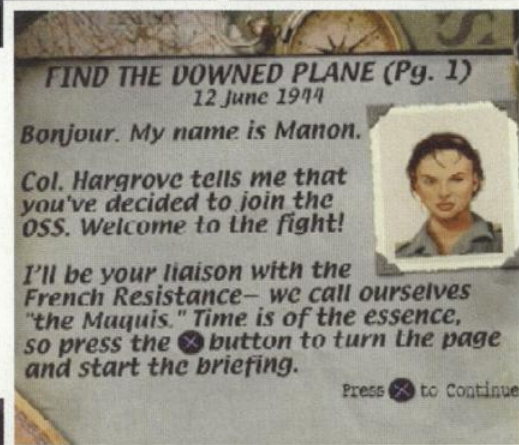 FIND THE DOWNED PLANE (Pg. 1)
12 June 1944
Bonjour. My name is Manon.
Col. Hargrove tells me that
you've decided to join the
OSS. Welcome to the fight!
I'll be your liaison with the
French Resistance— we call ourselves
"the Maquis." Time is of the essence,
so press the ⓧ button to turn the page
and start the briefing.
Press ⓧ to Continue